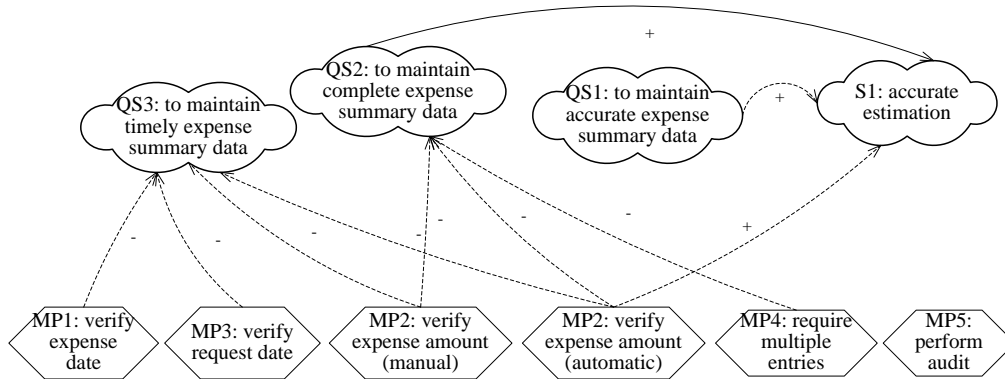 +
QS3: to maintain
timely expense
summary data
QS2: to maintain
complete expense
summary data
QS1: to maintain
accurate expense
summary data
+
S1: accurate
estimation
-
-
-
-
-
-
-
+
MP1: verify
expense
date
MP3: verify
request date
MP2: verify
expense amount
(manual)
MP2: verify
expense amount
(automatic)
MP4: require
multiple
entries
MP5:
perform
audit